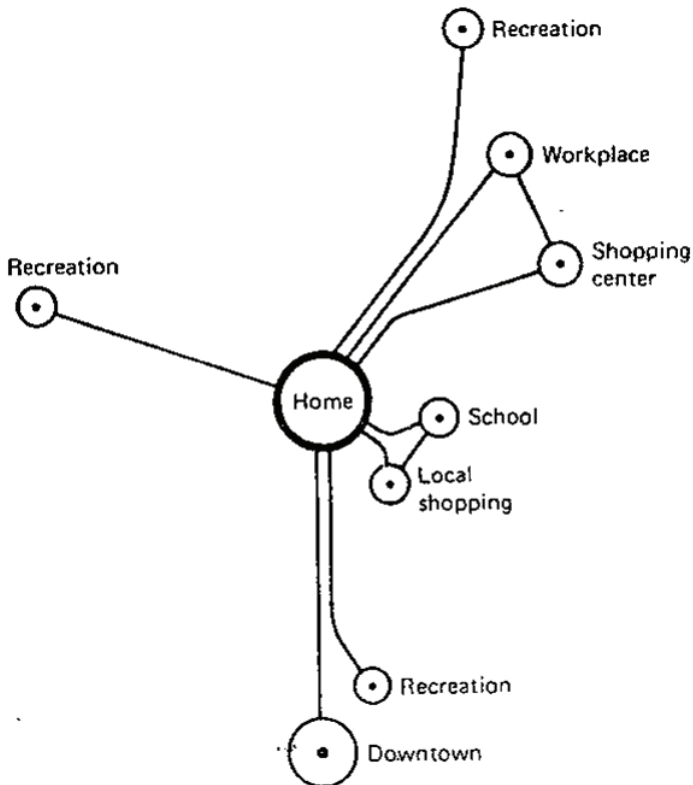 Recreation
Workplace
Shopping
center
Recreation
Home
School
Local
shopping
Recreation
Downtown